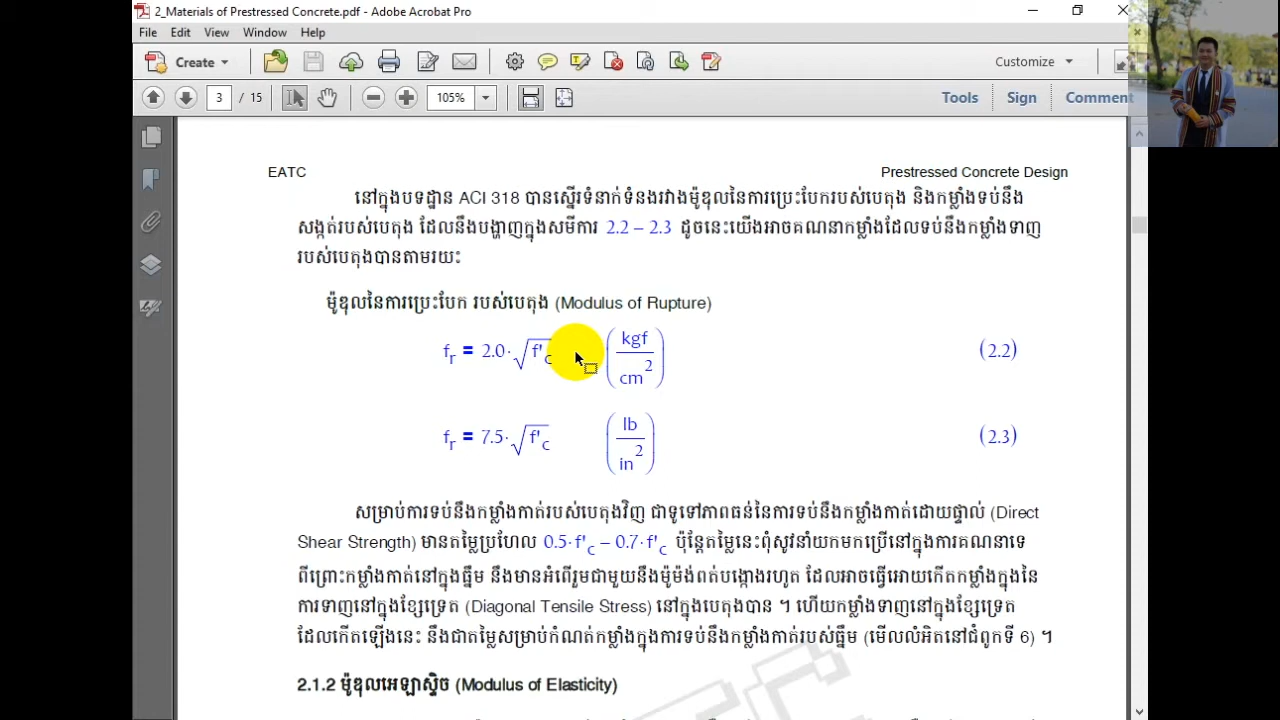 2_Materials of Prestressed Concrete.pdf - Adobe Acrobat Pro
File Edit View Window Help
Create Customize
3 / 15 105% Tools Sign Comment
EATC Prestressed Concrete Design
នៅក្នុងបទដ្ឋាន ACI 318 បានស្នើរទំនាក់ទំនងរវាងម៉ូឌុលនៃការប្រេះបែករបស់បេតុង និងកម្លាំងទប់នឹង
សង្កត់របស់បេតុង ដែលនឹងបង្ហាញក្នុងសមីការ 2.2 – 2.3 ដូចនេះយើងអាចគណនាកម្លាំងដែលទប់នឹងកម្លាំងទាញ
របស់បេតុងបានតាមរយះ
ម៉ូឌុលនៃការប្រេះបែក របស់បេតុង (Modulus of Rupture)
f_r = 2.0·√f'_c (kgf/cm²) (2.2)
f_r = 7.5·√f'_c (lb/in²) (2.3)
សម្រាប់ការទប់នឹងកម្លាំងកាត់របស់បេតុងវិញ ជាទូទៅភាពធន់នៃការទប់នឹងកម្លាំងកាត់ដោយផ្ទាល់ (Direct
Shear Strength) មានតម្លៃប្រហែល 0.5·f'_c – 0.7·f'_c ប៉ុន្តែតម្លៃនេះពុំសូវនាំយកមកប្រើនៅក្នុងការគណនាទេ
ពីព្រោះកម្លាំងកាត់នៅក្នុងធ្នឹម នឹងមានអំពើរួមជាមួយនឹងម៉ូម៉ង់ពត់បង្កោងរហូត ដែលអាចធ្វើអោយកើតកម្លាំងក្នុងនៃ
ការទាញនៅក្នុងខ្សែទ្រេត (Diagonal Tensile Stress) នៅក្នុងបេតុងបាន ។ ហើយកម្លាំងទាញនៅក្នុងខ្សែទ្រេត
ដែលកើតឡើងនេះ នឹងជាតម្លៃសម្រាប់កំណត់កម្លាំងក្នុងការទប់នឹងកម្លាំងកាត់របស់ធ្នឹម (មើលលំអិតនៅជំពូកទី 6) ។
2.1.2 ម៉ូឌុលអេឡាស្ទិច (Modulus of Elasticity)